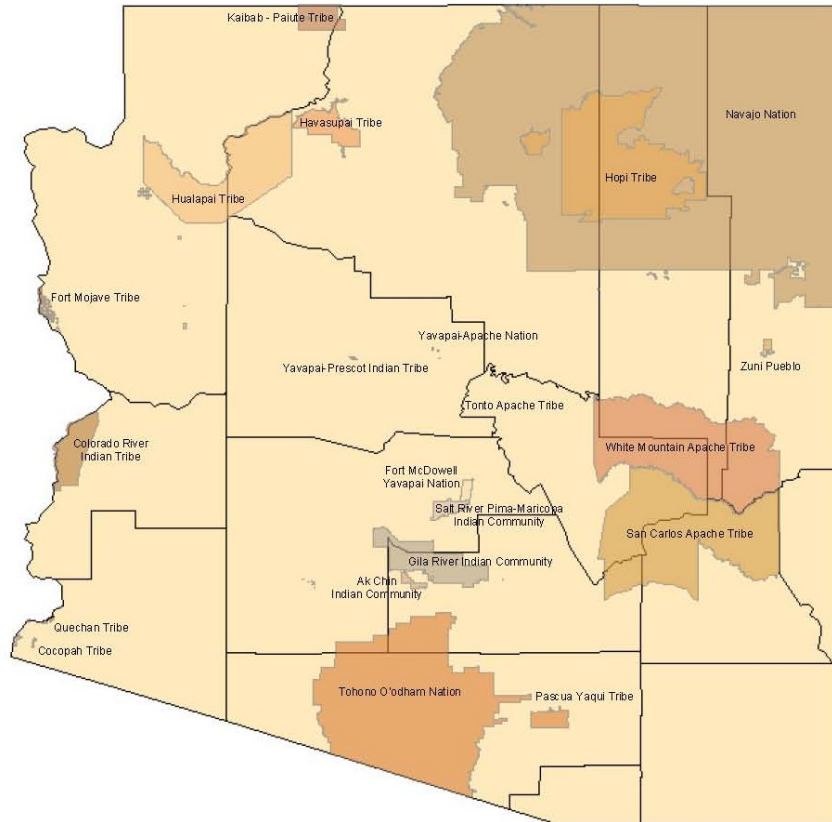 Kaibab - Paiute Tribe
Navajo Nation
Havasupai Tribe
Hopi Tribe
Hualapai Tribe
Fort Mojave Tribe
Yavapai-Apache Nation
Yavapai-Prescot Indian Tribe
Zuni Pueblo
Tonto Apache Tribe
Colorado River
Indian Tribe
White Mountain Apache Tribe
Fort McDowell
Yavapai Nation
Salt River Pima-Maricopa
Indian Community
San Carlos Apache Tribe
Gila River Indian Community
Ak Chin
Indian Community
Quechan Tribe
Cocopah Tribe
Tohono O'odham Nation
Pascua Yaqui Tribe